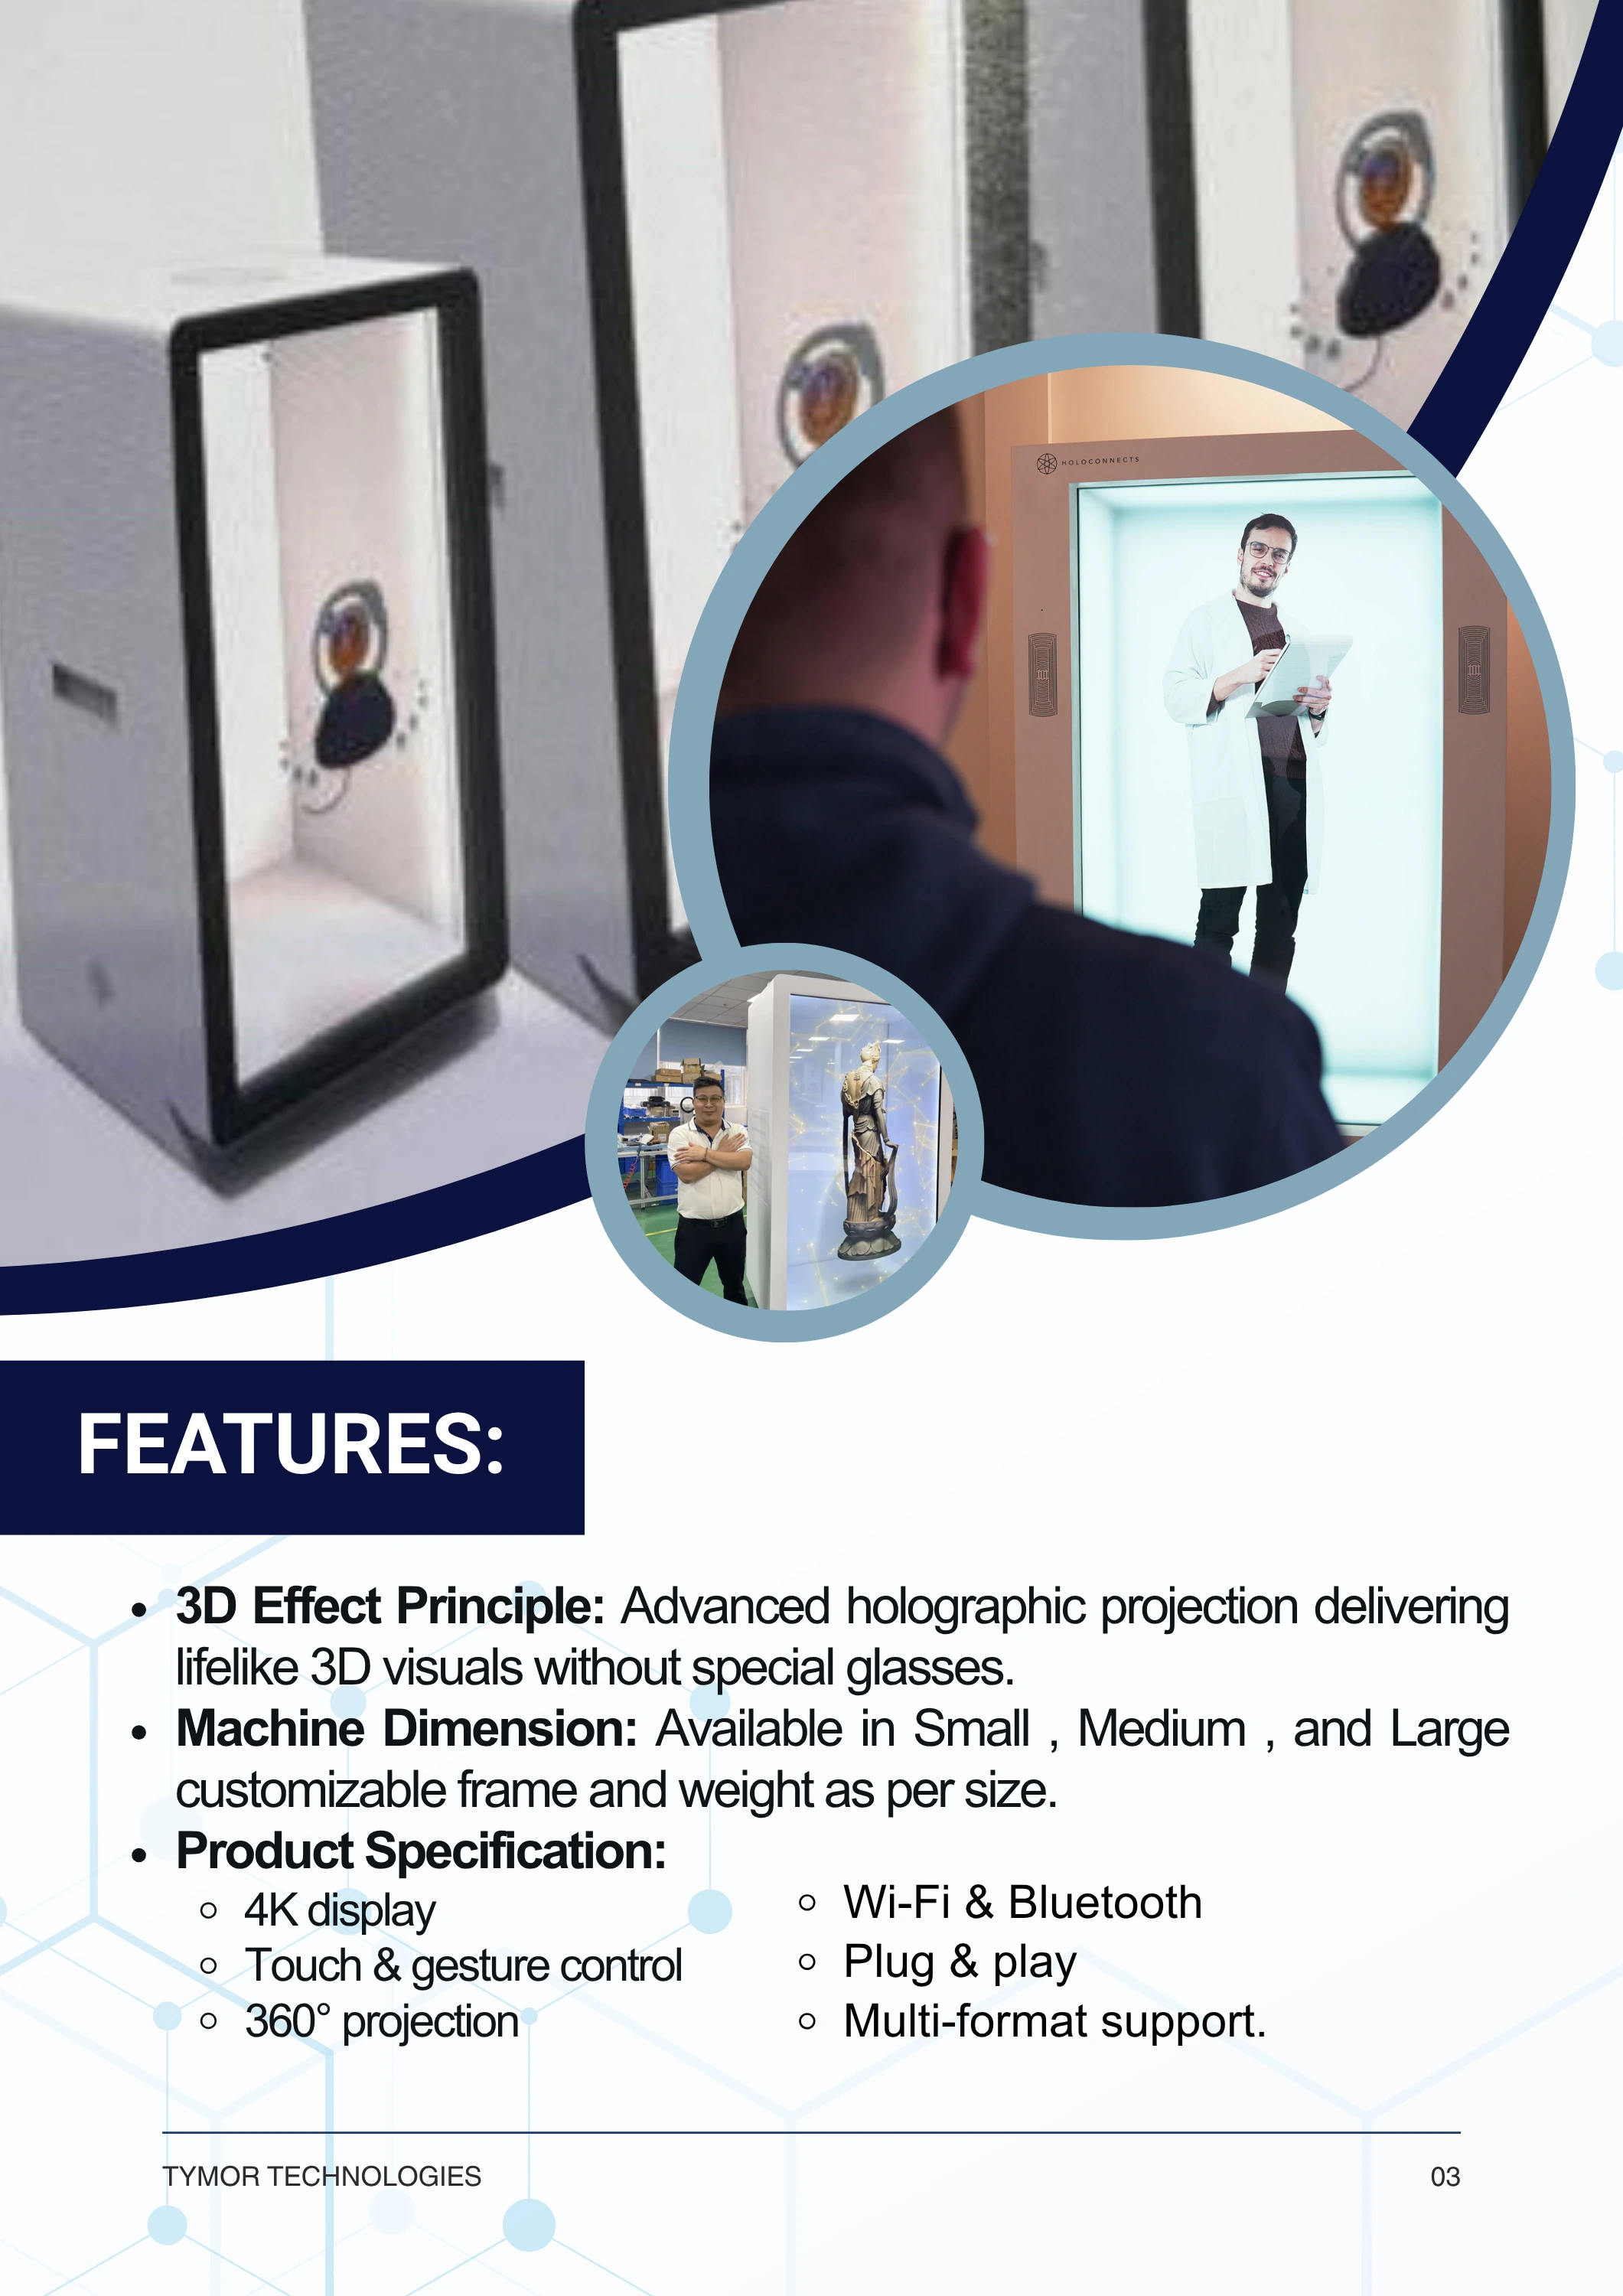 HOLOCONNECTS
FEATURES:
• 3D Effect Principle: Advanced holographic projection delivering
lifelike 3D visuals without special glasses.
• Machine Dimension: Available in Small , Medium , and Large
customizable frame and weight as per size.
• Product Specification:
○ 4K display
○ Touch & gesture control
○ 360° projection
○ Wi-Fi & Bluetooth
○ Plug & play
○ Multi-format support.
TYMOR TECHNOLOGIES
03